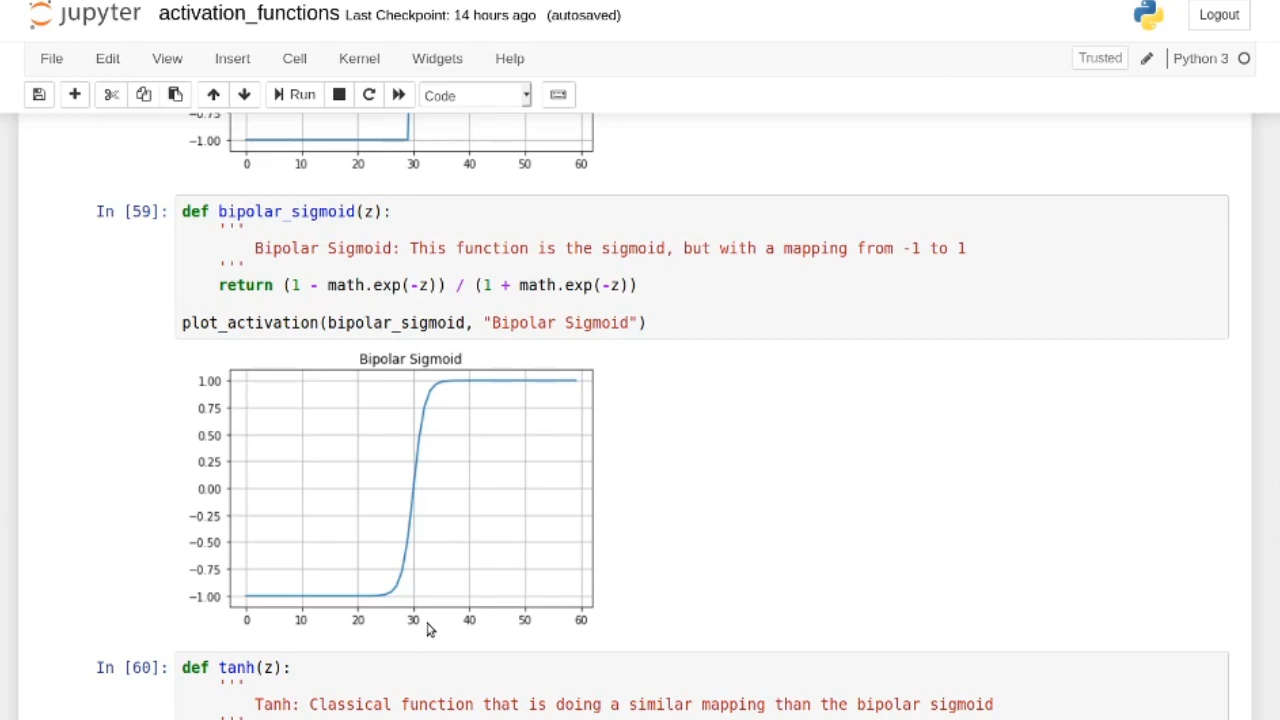 jupyter activation_functions Last Checkpoint: 14 hours ago (autosaved) Logout
File Edit View Insert Cell Kernel Widgets Help Trusted Python 3
Run Code
−0.75
−1.00
0 10 20 30 40 50 60
In [59]: def bipolar_sigmoid(z):
'''
Bipolar Sigmoid: This function is the sigmoid, but with a mapping from -1 to 1
'''
return (1 - math.exp(-z)) / (1 + math.exp(-z))
plot_activation(bipolar_sigmoid, "Bipolar Sigmoid")
Bipolar Sigmoid
1.00
0.75
0.50
0.25
0.00
−0.25
−0.50
−0.75
−1.00
0 10 20 30 40 50 60
In [60]: def tanh(z):
'''
Tanh: Classical function that is doing a similar mapping than the bipolar sigmoid
'''